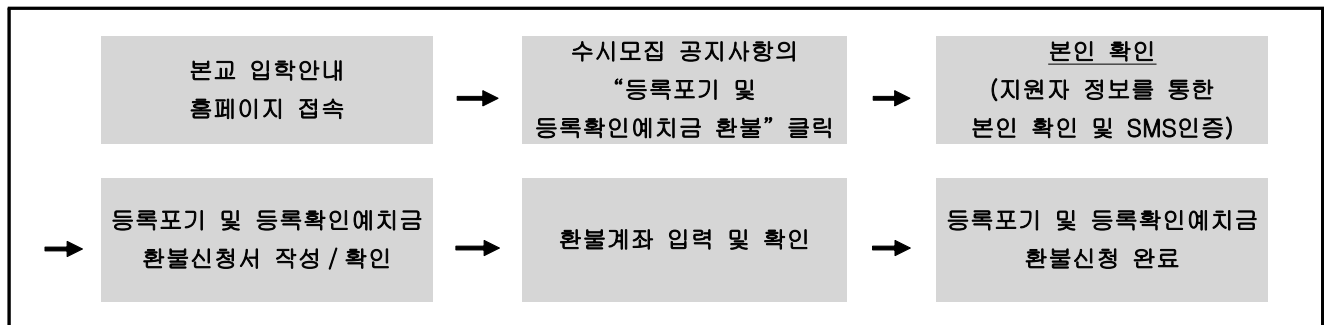 본교 입학안내
홈페이지 접속
수시모집 공지사항의
“등록포기 및
등록확인예치금 환불” 클릭
본인 확인
(지원자 정보를 통한
본인 확인 및 SMS인증)
등록포기 및 등록확인예치금
환불신청서 작성 / 확인
환불계좌 입력 및 확인
등록포기 및 등록확인예치금
환불신청 완료